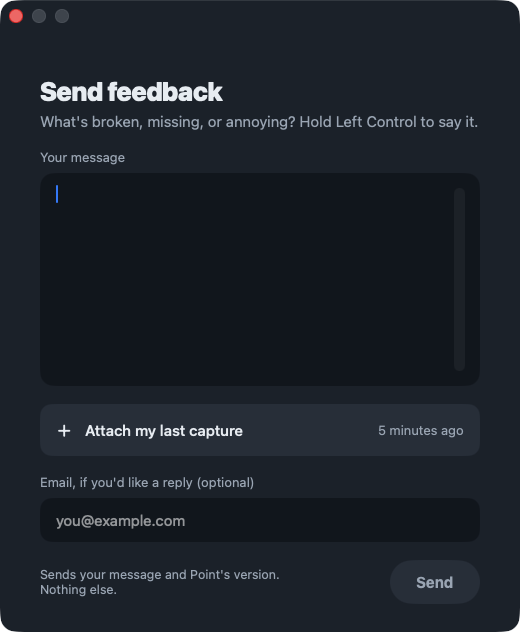 Send feedback
What's broken, missing, or annoying? Hold Left Control to say it.
Your message
+ Attach my last capture 5 minutes ago
Email, if you'd like a reply (optional)
you@example.com
Sends your message and Point's version.
Nothing else.
Send